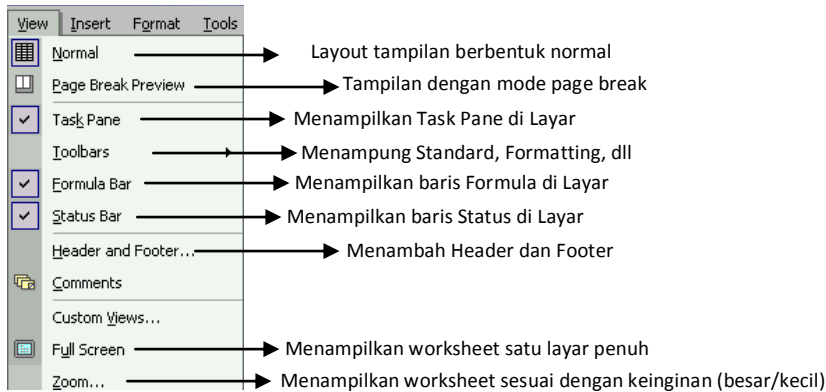 View Insert Format Tools
Normal Layout tampilan berbentuk normal
Page Break Preview Tampilan dengan mode page break
Task Pane Menampilkan Task Pane di Layar
Toolbars Menampung Standard, Formatting, dll
Formula Bar Menampilkan baris Formula di Layar
Status Bar Menampilkan baris Status di Layar
Header and Footer... Menambah Header dan Footer
Comments
Custom Views...
Full Screen Menampilkan worksheet satu layar penuh
Zoom... Menampilkan worksheet sesuai dengan keinginan (besar/kecil)